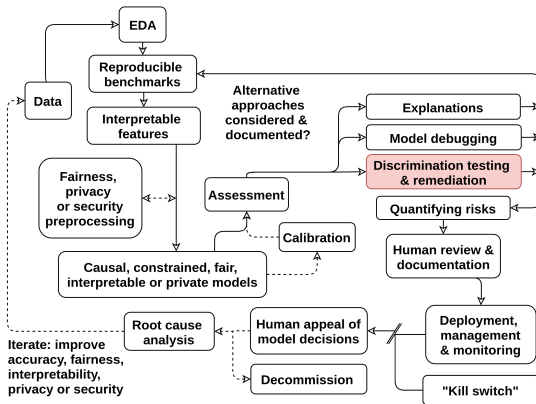 EDA
Reproducible
benchmarks
Data
Interpretable
features
Alternative
approaches
considered &
documented?
Explanations
Model debugging
Discrimination testing
& remediation
Fairness,
privacy
or security
preprocessing
Assessment
Quantifying risks
Calibration
Human review &
documentation
Causal, constrained, fair,
interpretable or private models
Root cause
analysis
Human appeal of
model decisions
Deployment,
management
& monitoring
Iterate: improve
accuracy, fairness,
interpretability,
privacy or security
Decommission
"Kill switch"